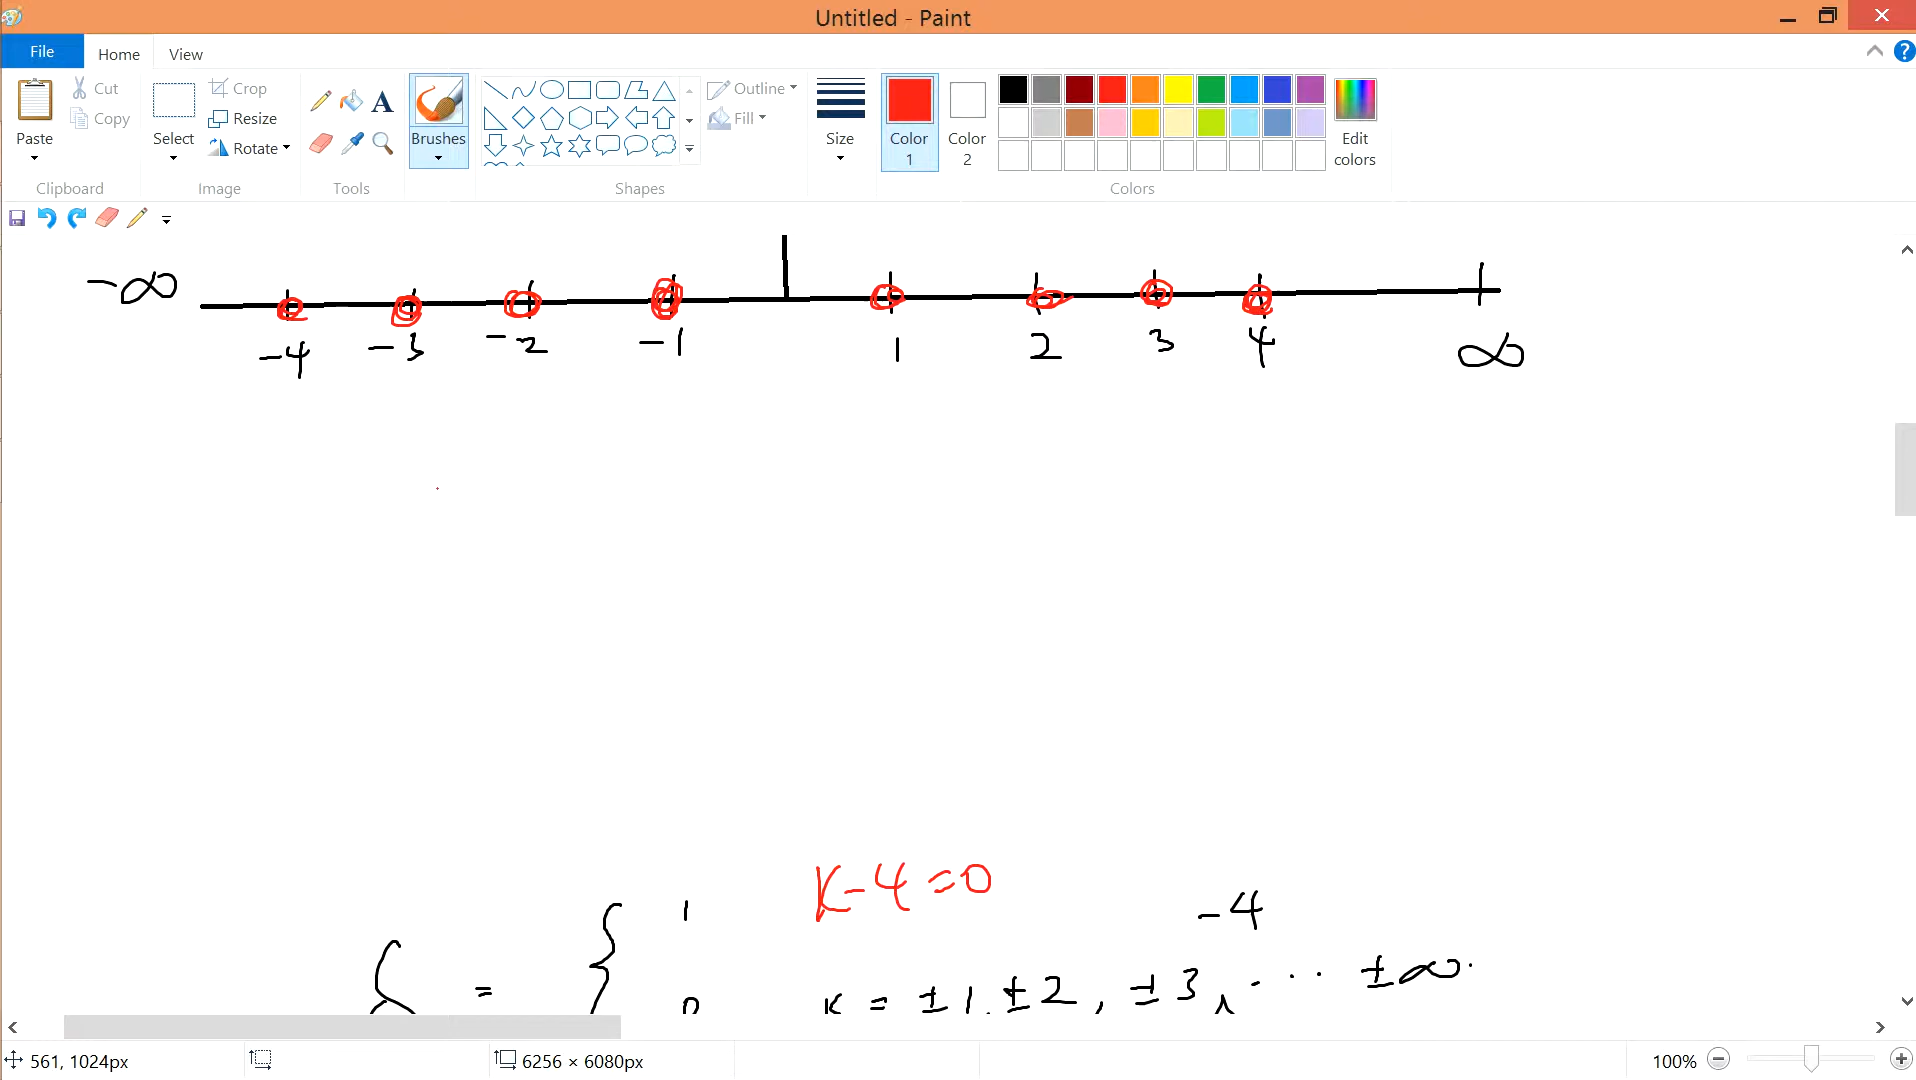 Untitled - Paint
File Home View
Cut Crop Outline
Copy Resize Fill
Paste Select Rotate Brushes Size Color 1 Color 2 Edit colors
Clipboard Image Tools Shapes Colors
-∞
-4 -3 -2 -1 1 2 3 4 ∞
K-4=0
1 -4
=
0 K = ±1, ±2, ±3, ... ±∞
561, 1024px 6256 × 6080px 100%